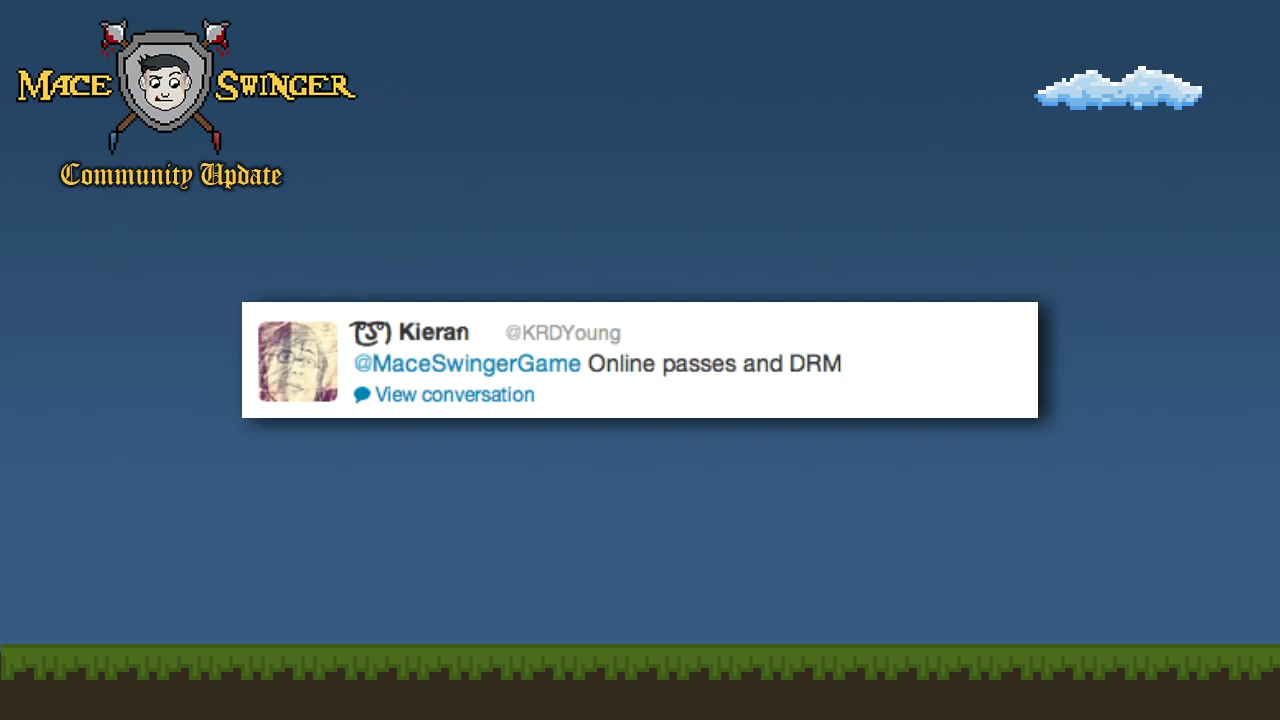 Mace Swinger
Community Update
( ͡° ͜ʖ ͡°) Kieran @KRDYoung
@MaceSwingerGame Online passes and DRM
View conversation